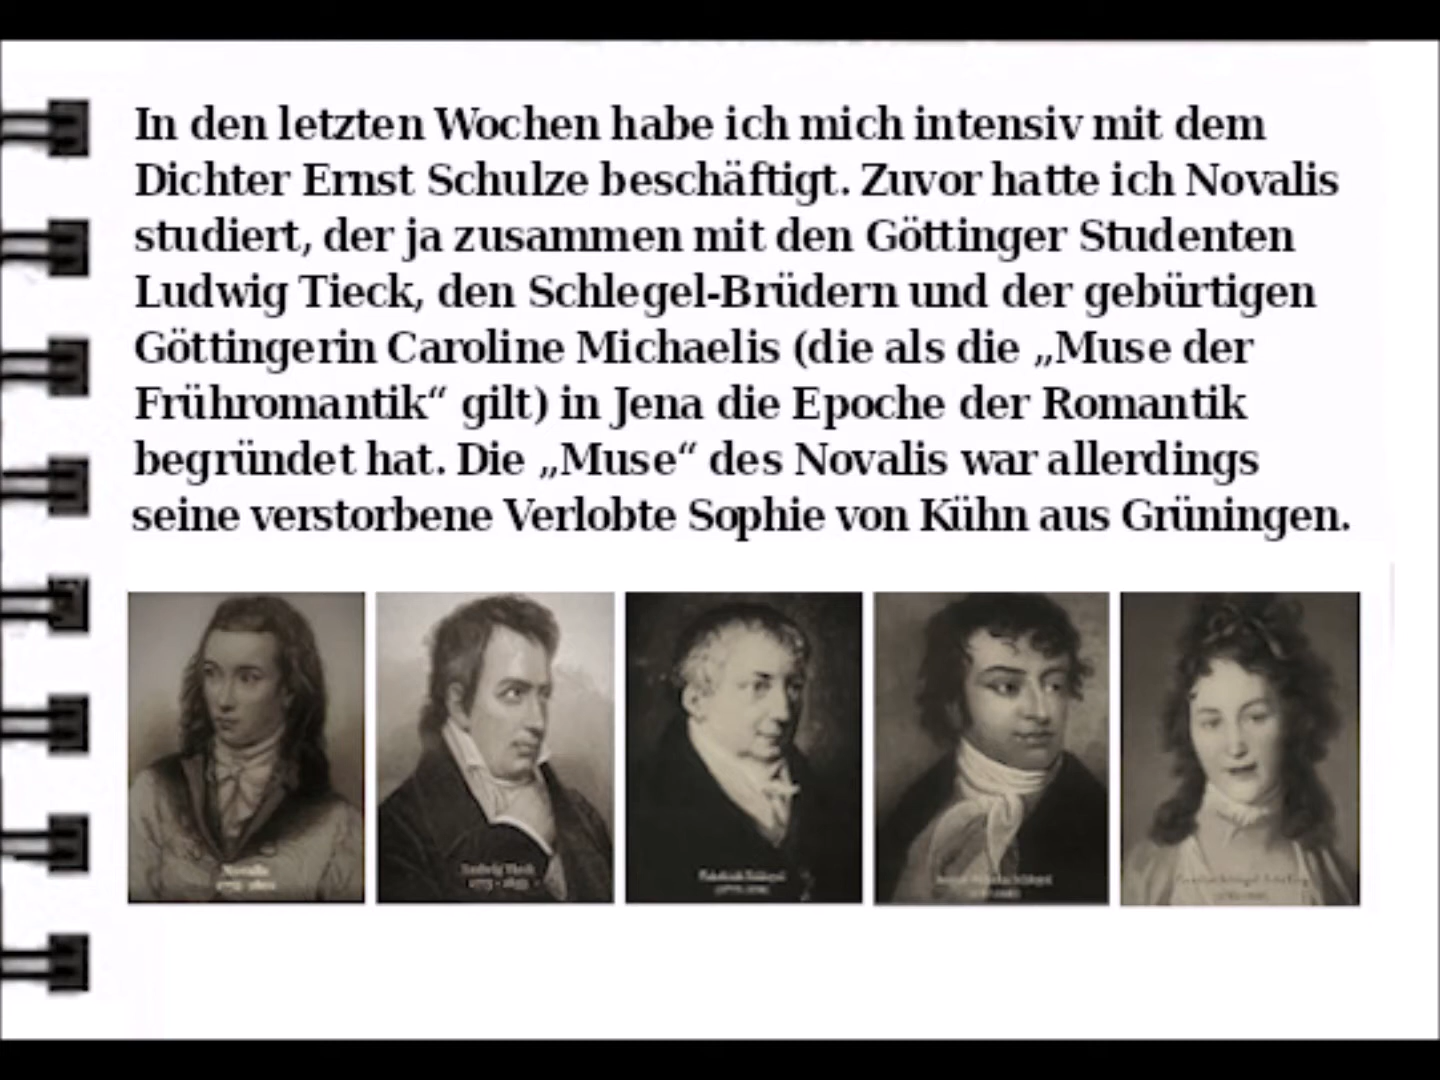 In den letzten Wochen habe ich mich intensiv mit dem
Dichter Ernst Schulze beschäftigt. Zuvor hatte ich Novalis
studiert, der ja zusammen mit den Göttinger Studenten
Ludwig Tieck, den Schlegel-Brüdern und der gebürtigen
Göttingerin Caroline Michaelis (die als die „Muse der
Frühromantik“ gilt) in Jena die Epoche der Romantik
begründet hat. Die „Muse“ des Novalis war allerdings
seine verstorbene Verlobte Sophie von Kühn aus Grüningen.
Novalis
Ludwig Tieck